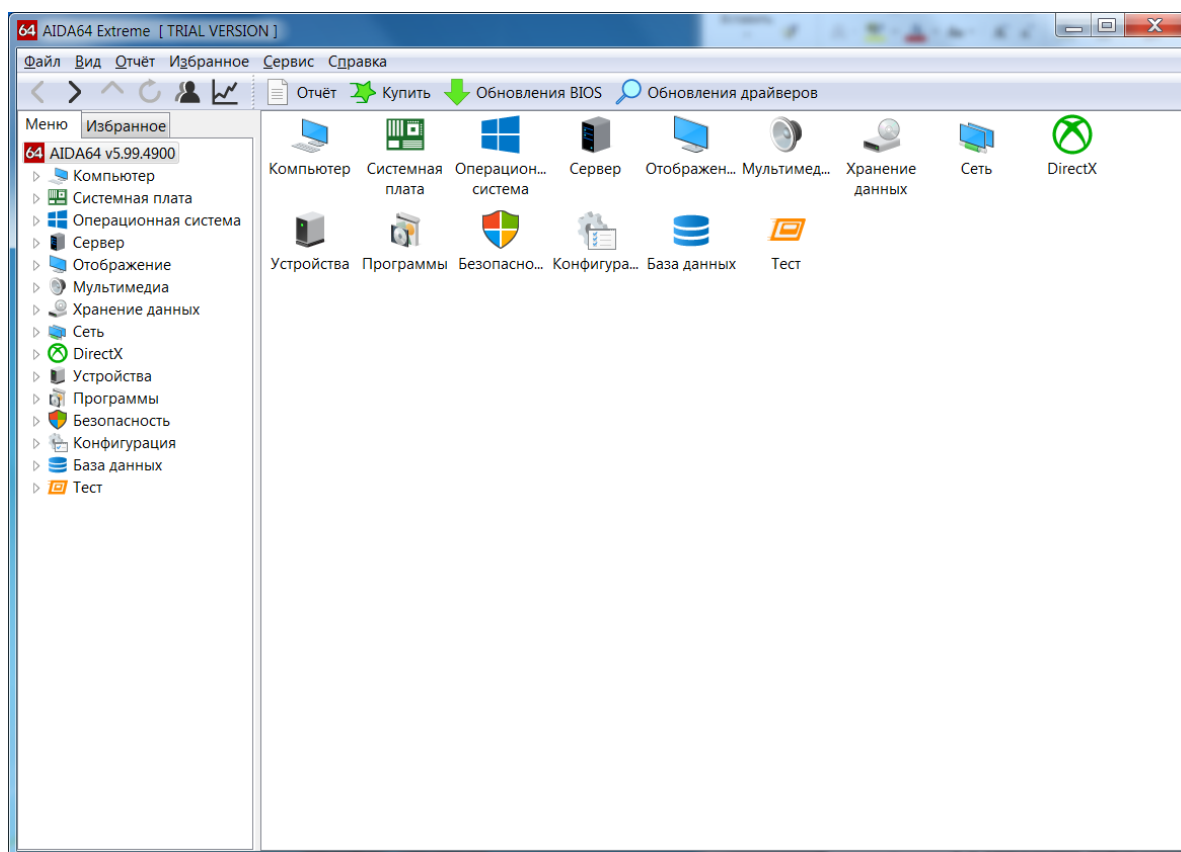 64 AIDA64 Extreme [ TRIAL VERSION ]
Файл Вид Отчёт Избранное Сервис Справка
Отчёт Купить Обновления BIOS Обновления драйверов
Меню Избранное
64 AIDA64 v5.99.4900
Компьютер
Системная плата
Операционная система
Сервер
Отображение
Мультимедиа
Хранение данных
Сеть
DirectX
Устройства
Программы
Безопасность
Конфигурация
База данных
Тест
Компьютер Системная Операцион... Сервер Отображен... Мультимед... Хранение Сеть DirectX
плата система данных
Устройства Программы Безопасно... Конфигура... База данных Тест